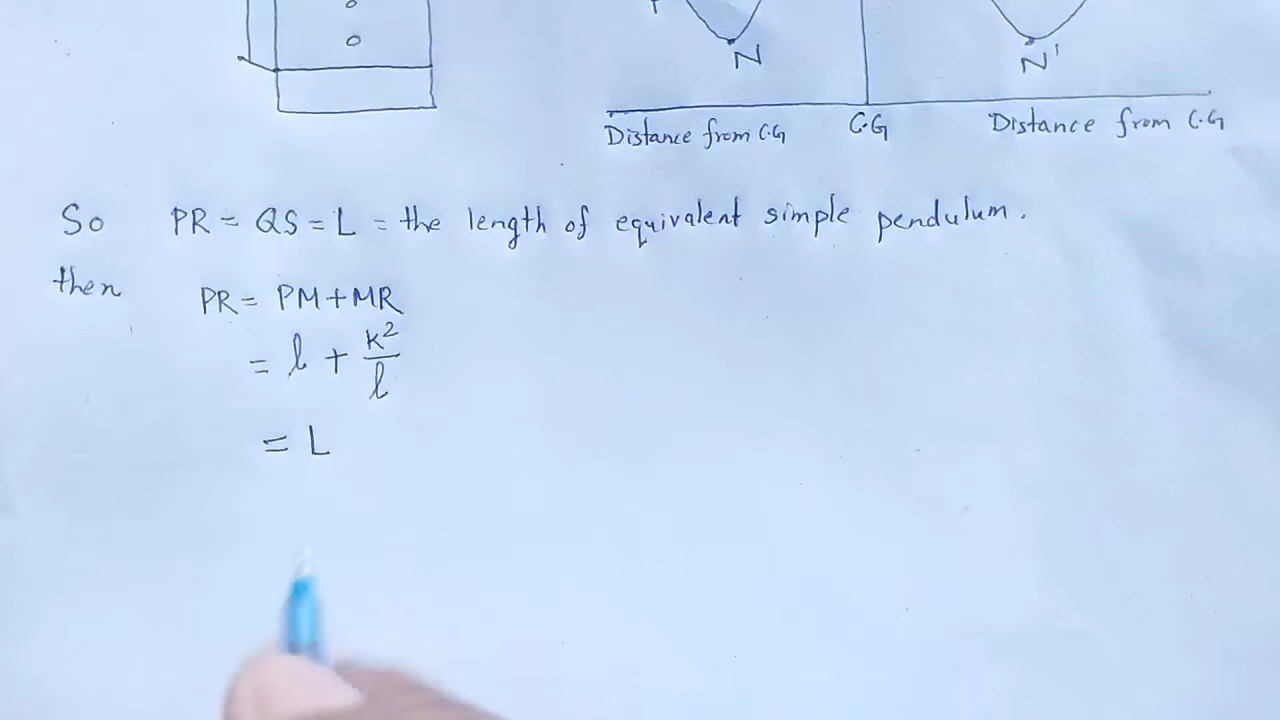 N N'
Distance from C.G C.G Distance from C.G
So PR = QS = L = the length of equivalent simple pendulum.
then PR = PM+MR
= l + K²/l
= L